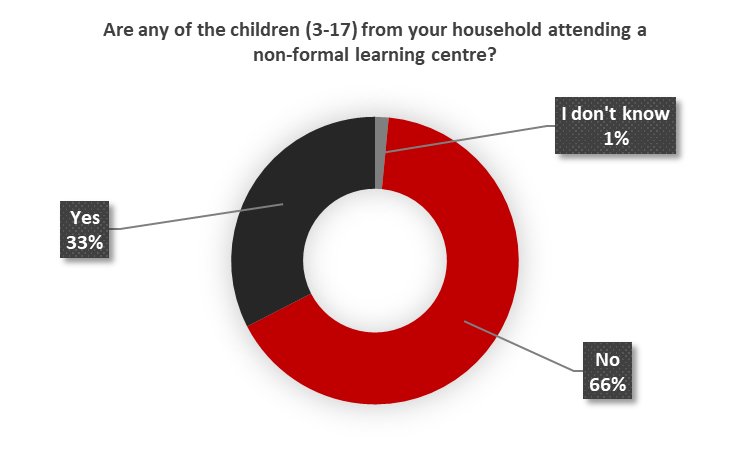 Are any of the children (3-17) from your household attending a
non-formal learning centre?
I don't know
1%
Yes
33%
No
66%